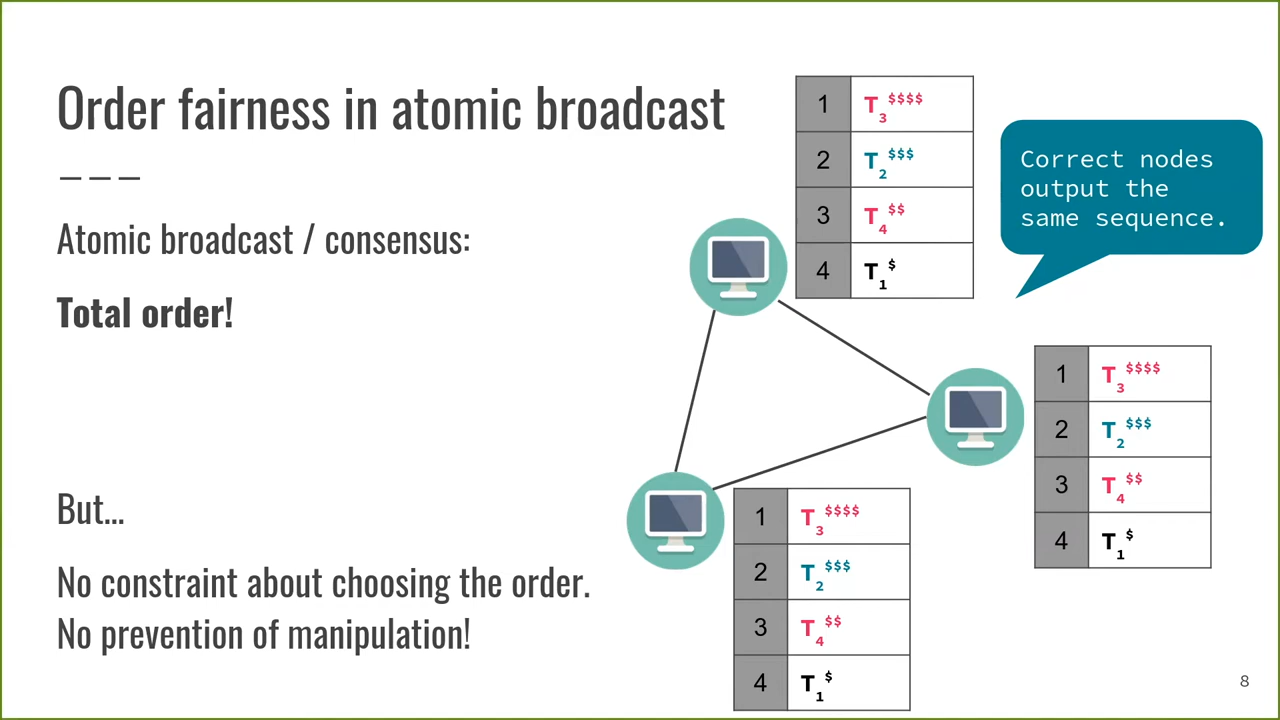 Order fairness in atomic broadcast
Atomic broadcast / consensus:
Total order!
But...
No constraint about choosing the order.
No prevention of manipulation!
1 T3$$$$
2 T2$$$
3 T4$$
4 T1$
Correct nodes
output the
same sequence.
1 T3$$$$
2 T2$$$
3 T4$$
4 T1$
1 T3$$$$
2 T2$$$
3 T4$$
4 T1$
8